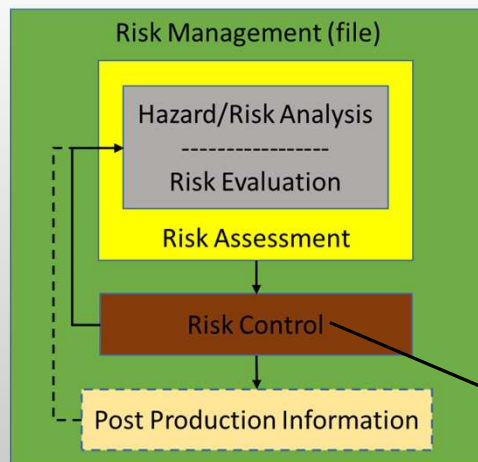 Risk Management (file)
Hazard/Risk Analysis
-----------------
Risk Evaluation
Risk Assessment
Risk Control
Post Production Information